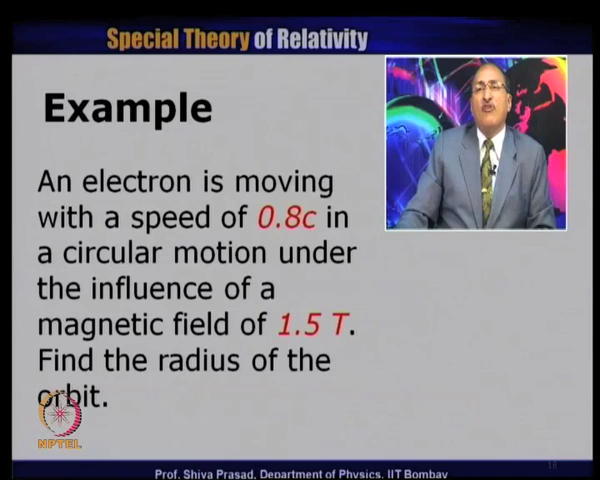 Special Theory of Relativity
Example
An electron is moving
with a speed of 0.8c in
a circular motion under
the influence of a
magnetic field of 1.5 T.
Find the radius of the
orbit.
NPTEL
18
Prof. Shiva Prasad, Department of Physics, IIT Bombay